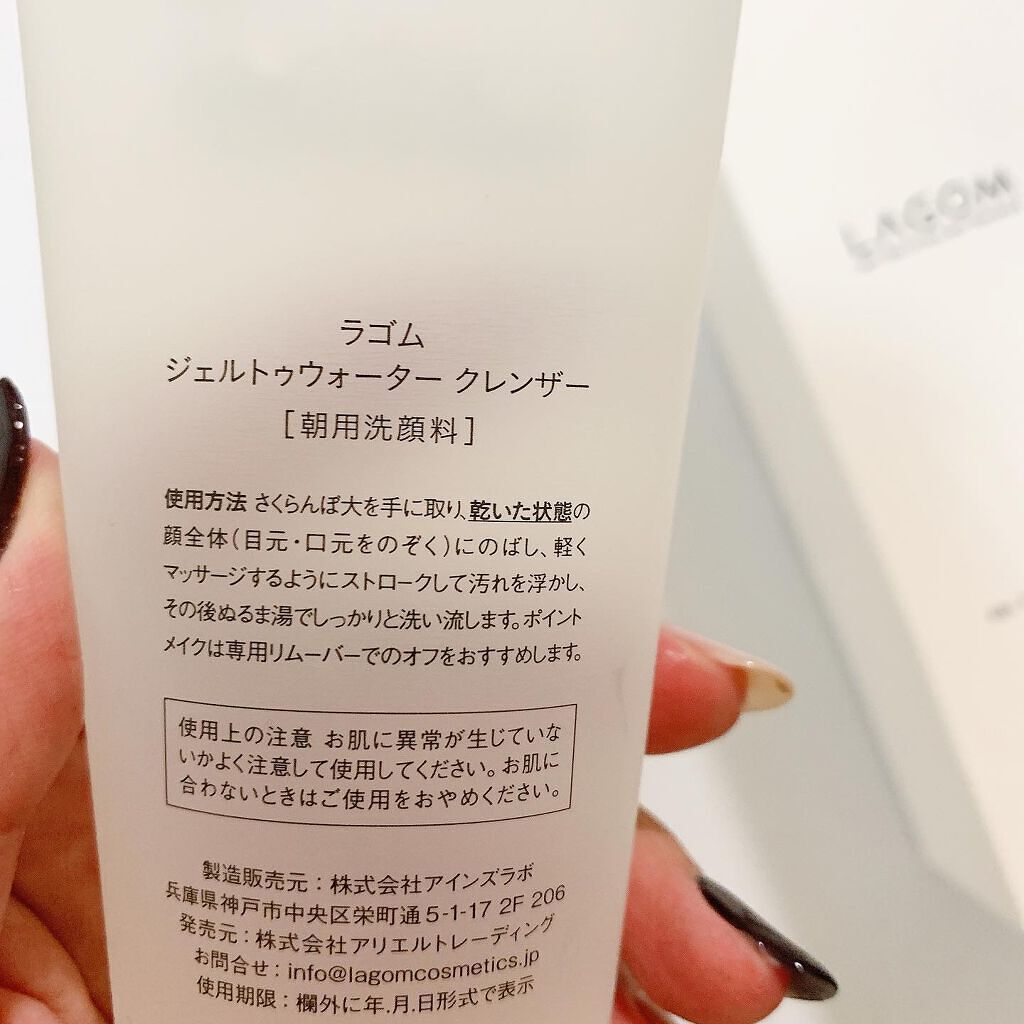 ラゴム
ジェルトゥウォーター クレンザー
[朝用洗顔料]
使用方法 さくらんぼ大を手に取り、乾いた状態の
顔全体(目元・口元をのぞく)にのばし、軽く
マッサージするようにストロークして汚れを浮かし、
その後ぬるま湯でしっかりと洗い流します。ポイント
メイクは専用リムーバーでのオフをおすすめします。
使用上の注意 お肌に異常が生じていな
いかよく注意して使用してください。お肌に
合わないときはご使用をおやめください。
製造販売元：株式会社アインズラボ
兵庫県神戸市中央区栄町通5-1-17 2F 206
発売元：株式会社アリエルトレーディング
お問合せ：info@lagomcosmetics.jp
使用期限：欄外に年.月.日形式で表示
LAGOM